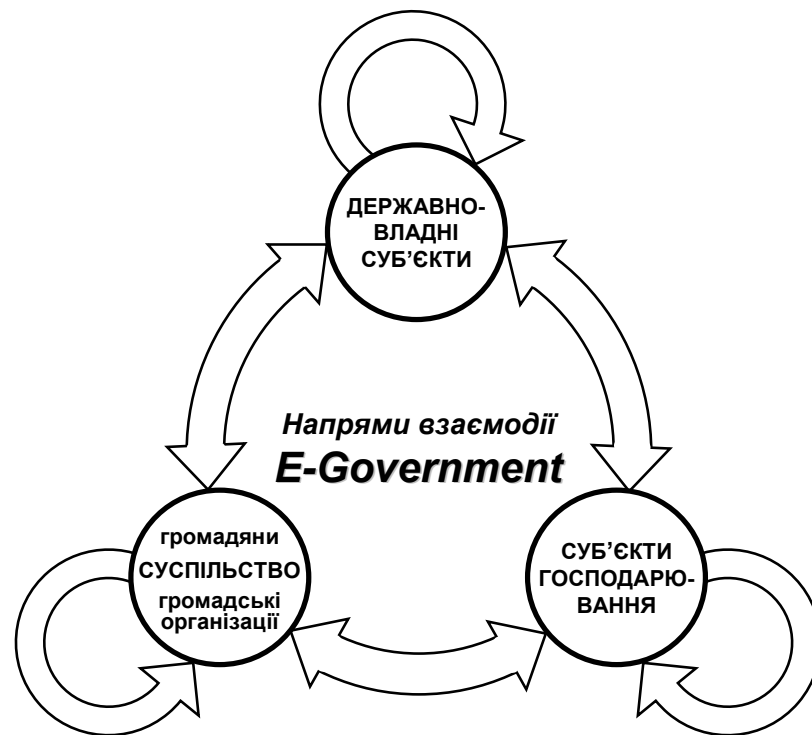 ДЕРЖАВНО-
ВЛАДНІ
СУБ’ЄКТИ
Напрями взаємодії
E-Government
громадяни
СУСПІЛЬСТВО
громадські
організації
СУБ’ЄКТИ
ГОСПОДАРЮ-
ВАННЯ